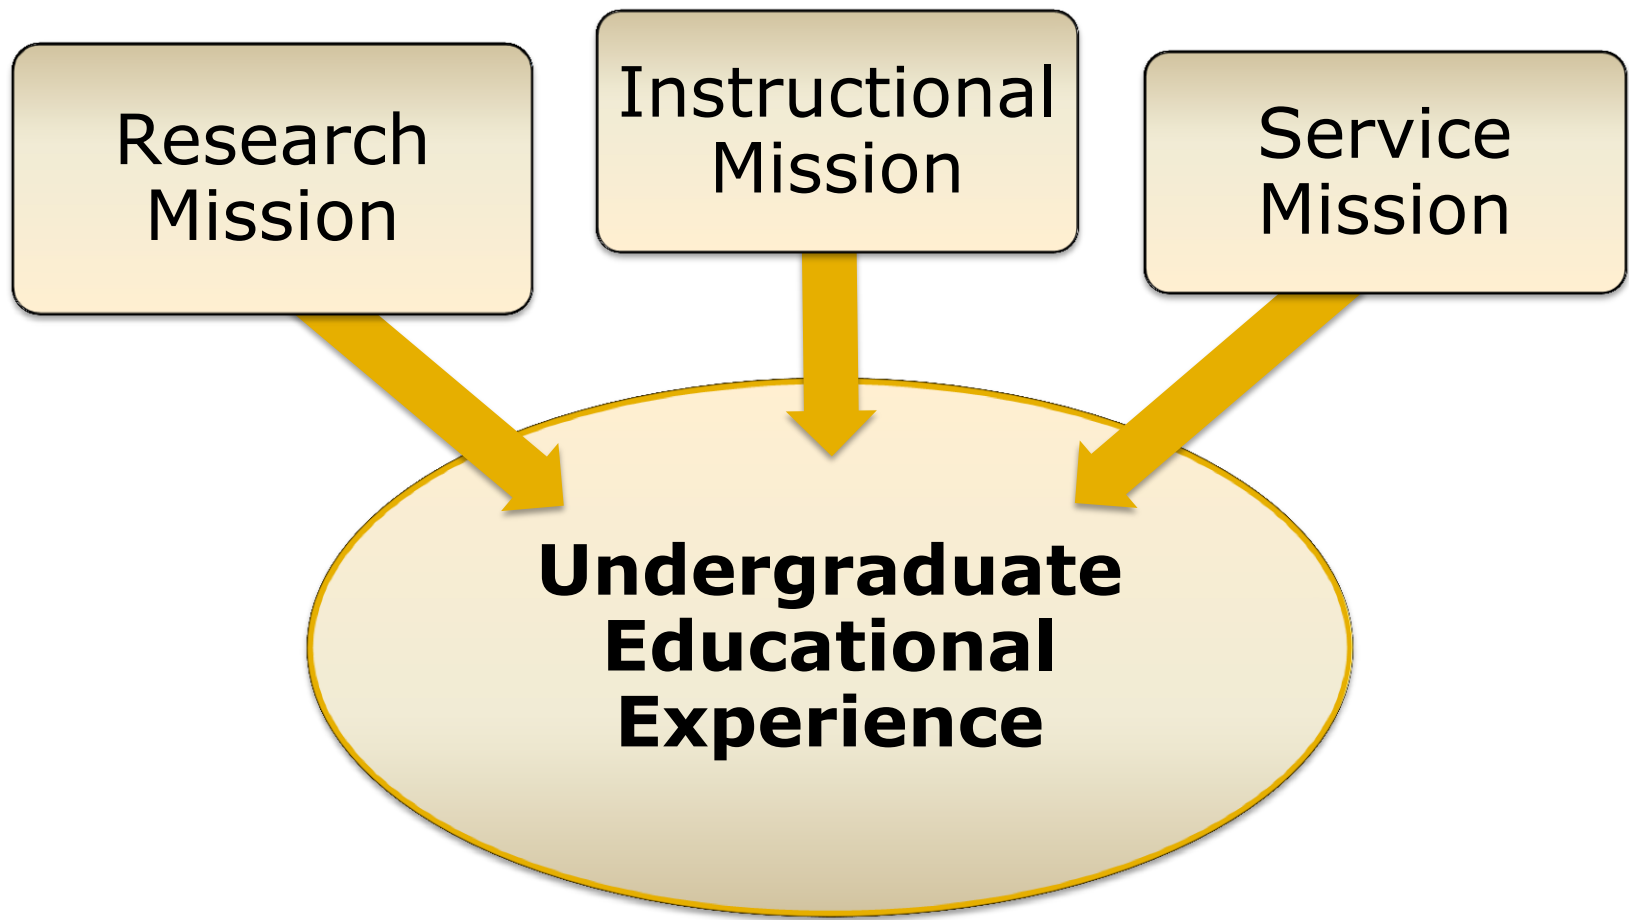 Research
Mission
Instructional
Mission
Service
Mission
Undergraduate
Educational
Experience